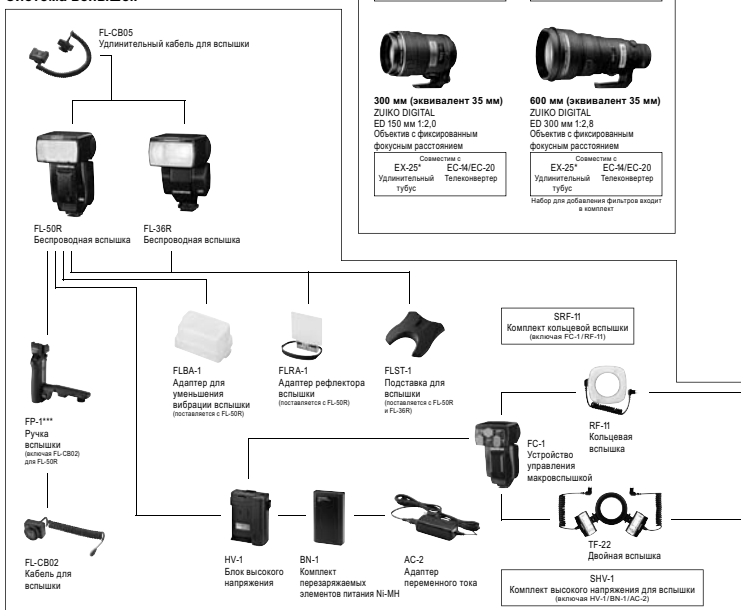 FL-CB05
Удлинительный кабель для вспышки
300 мм (эквивалент 35 мм)
ZUIKO DIGITAL
ED 150 мм 1:2,0
Объектив с фиксированным
фокусным расстоянием
Совместим с
EX-25* EC-14/EC-20
Удлинительный Телеконвертер
тубус
600 мм (эквивалент 35 мм)
ZUIKO DIGITAL
ED 300 мм 1:2,8
Объектив с фиксированным
фокусным расстоянием
Совместим с
EX-25* EC-14/EC-20
Удлинительный Телеконвертер
тубус
Набор для добавления фильтров входит
в комплект
FL-50R
Беспроводная вспышка
FL-36R
Беспроводная вспышка
FLBA-1
Адаптер для
уменьшения
вибрации вспышки
(поставляется с FL-50R)
FLRA-1
Адаптер рефлектора
вспышки
(поставляется с FL-50R)
FLST-1
Подставка для
вспышки
(поставляется с FL-50R
и FL-36R)
SRF-11
Комплект кольцевой вспышки
(включая FC-1/RF-11)
FP-1***
Ручка
вспышки
(включая FL-CB02)
для FL-50R
FC-1
Устройство
управления
макровспышкой
RF-11
Кольцевая
вспышка
FL-CB02
Кабель для
вспышки
HV-1
Блок высокого
напряжения
BN-1
Комплект
перезаряжаемых
элементов питания Ni-MH
AC-2
Адаптер
переменного тока
TF-22
Двойная вспышка
SHV-1
Комплект высокого напряжения для вспышки
(включая HV-1/BN-1/AC-2)